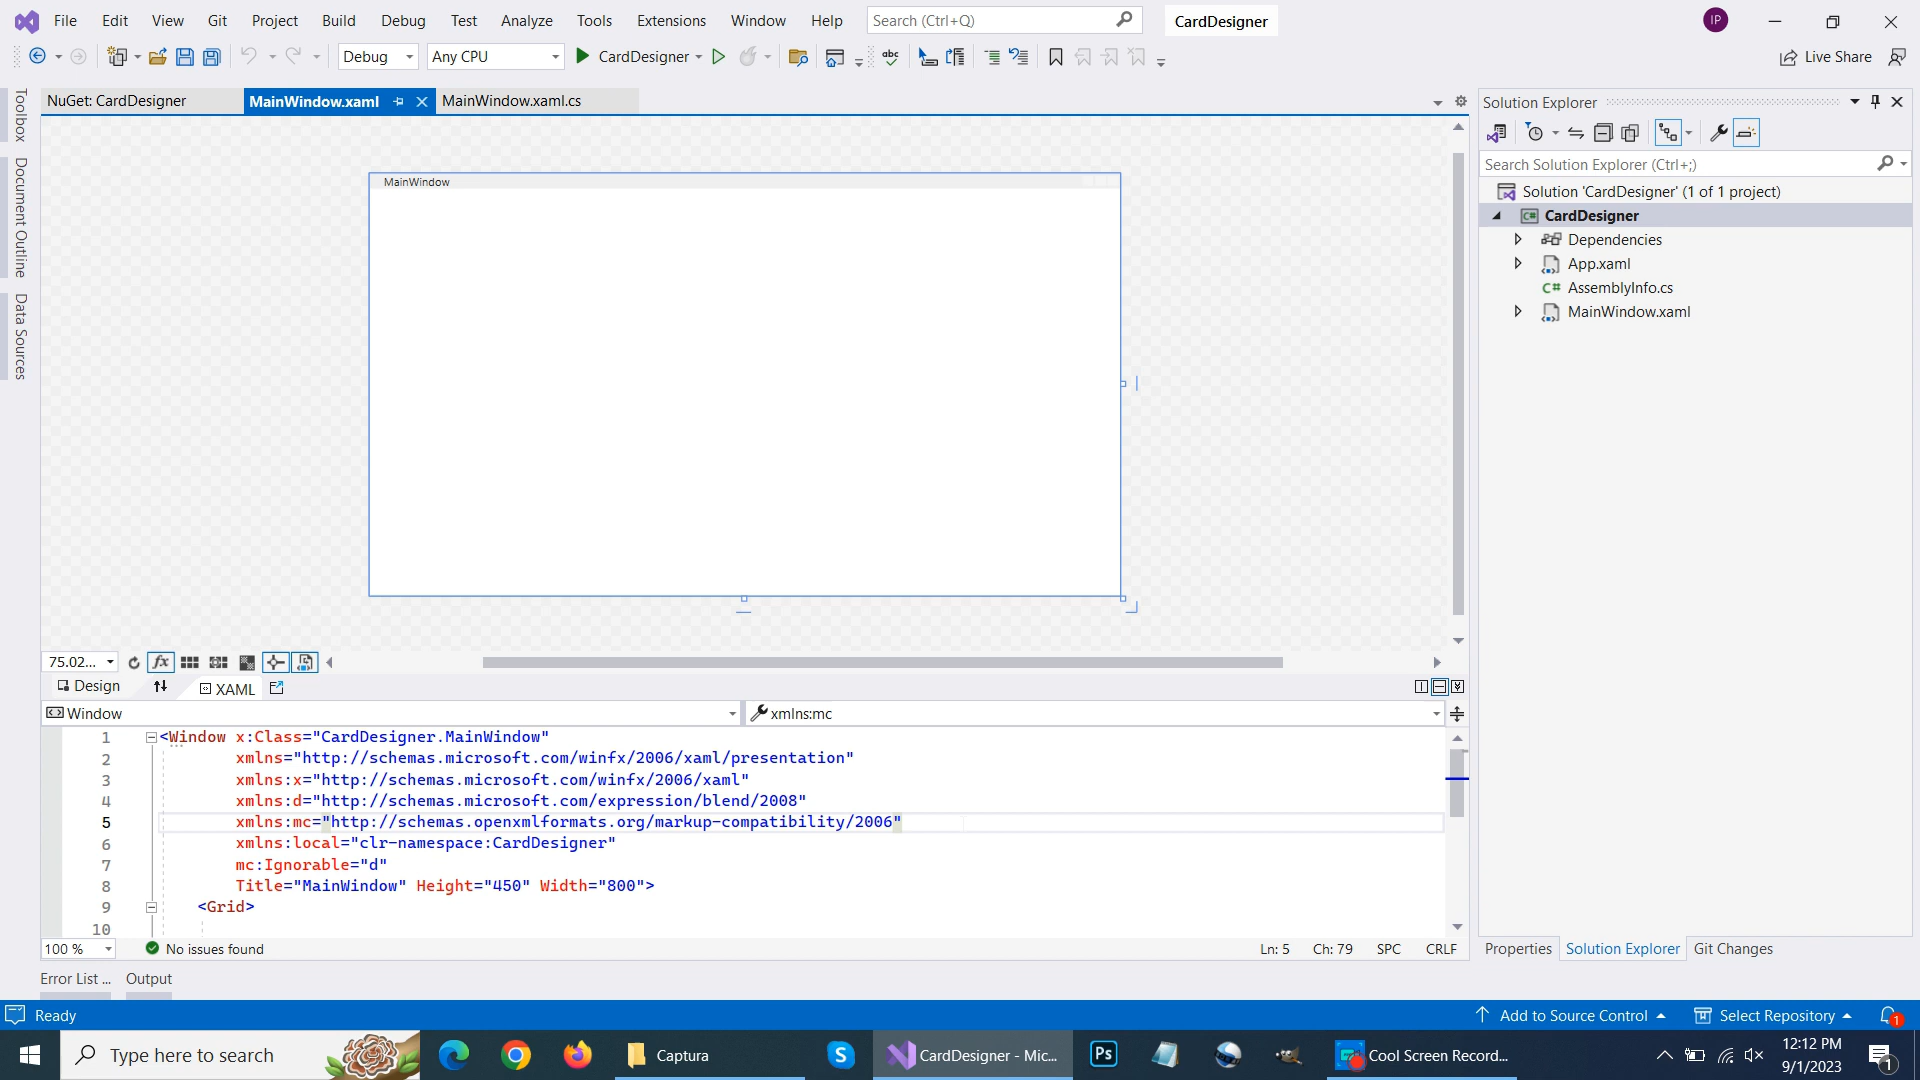 File Edit View Git Project Build Debug Test Analyze Tools Extensions Window Help Search (Ctrl+Q) CardDesigner IP
Debug Any CPU CardDesigner abc Live Share
NuGet: CardDesigner MainWindow.xaml MainWindow.xaml.cs
Toolbox
Document Outline
Data Sources
MainWindow
75.02... fx
Design XAML
Window xmlns:mc
1 <Window x:Class="CardDesigner.MainWindow"
2 xmlns="http://schemas.microsoft.com/winfx/2006/xaml/presentation"
3 xmlns:x="http://schemas.microsoft.com/winfx/2006/xaml"
4 xmlns:d="http://schemas.microsoft.com/expression/blend/2008"
5 xmlns:mc="http://schemas.openxmlformats.org/markup-compatibility/2006"
6 xmlns:local="clr-namespace:CardDesigner"
7 mc:Ignorable="d"
8 Title="MainWindow" Height="450" Width="800">
9 <Grid>
10
100 % No issues found Ln: 5 Ch: 79 SPC CRLF
Error List ... Output
Solution Explorer
Search Solution Explorer (Ctrl+;)
Solution 'CardDesigner' (1 of 1 project)
C# CardDesigner
Dependencies
App.xaml
C# AssemblyInfo.cs
MainWindow.xaml
Properties Solution Explorer Git Changes
Ready Add to Source Control Select Repository 1
Type here to search Captura S CardDesigner - Mic... Ps Cool Screen Record... 12:12 PM
9/1/2023 1